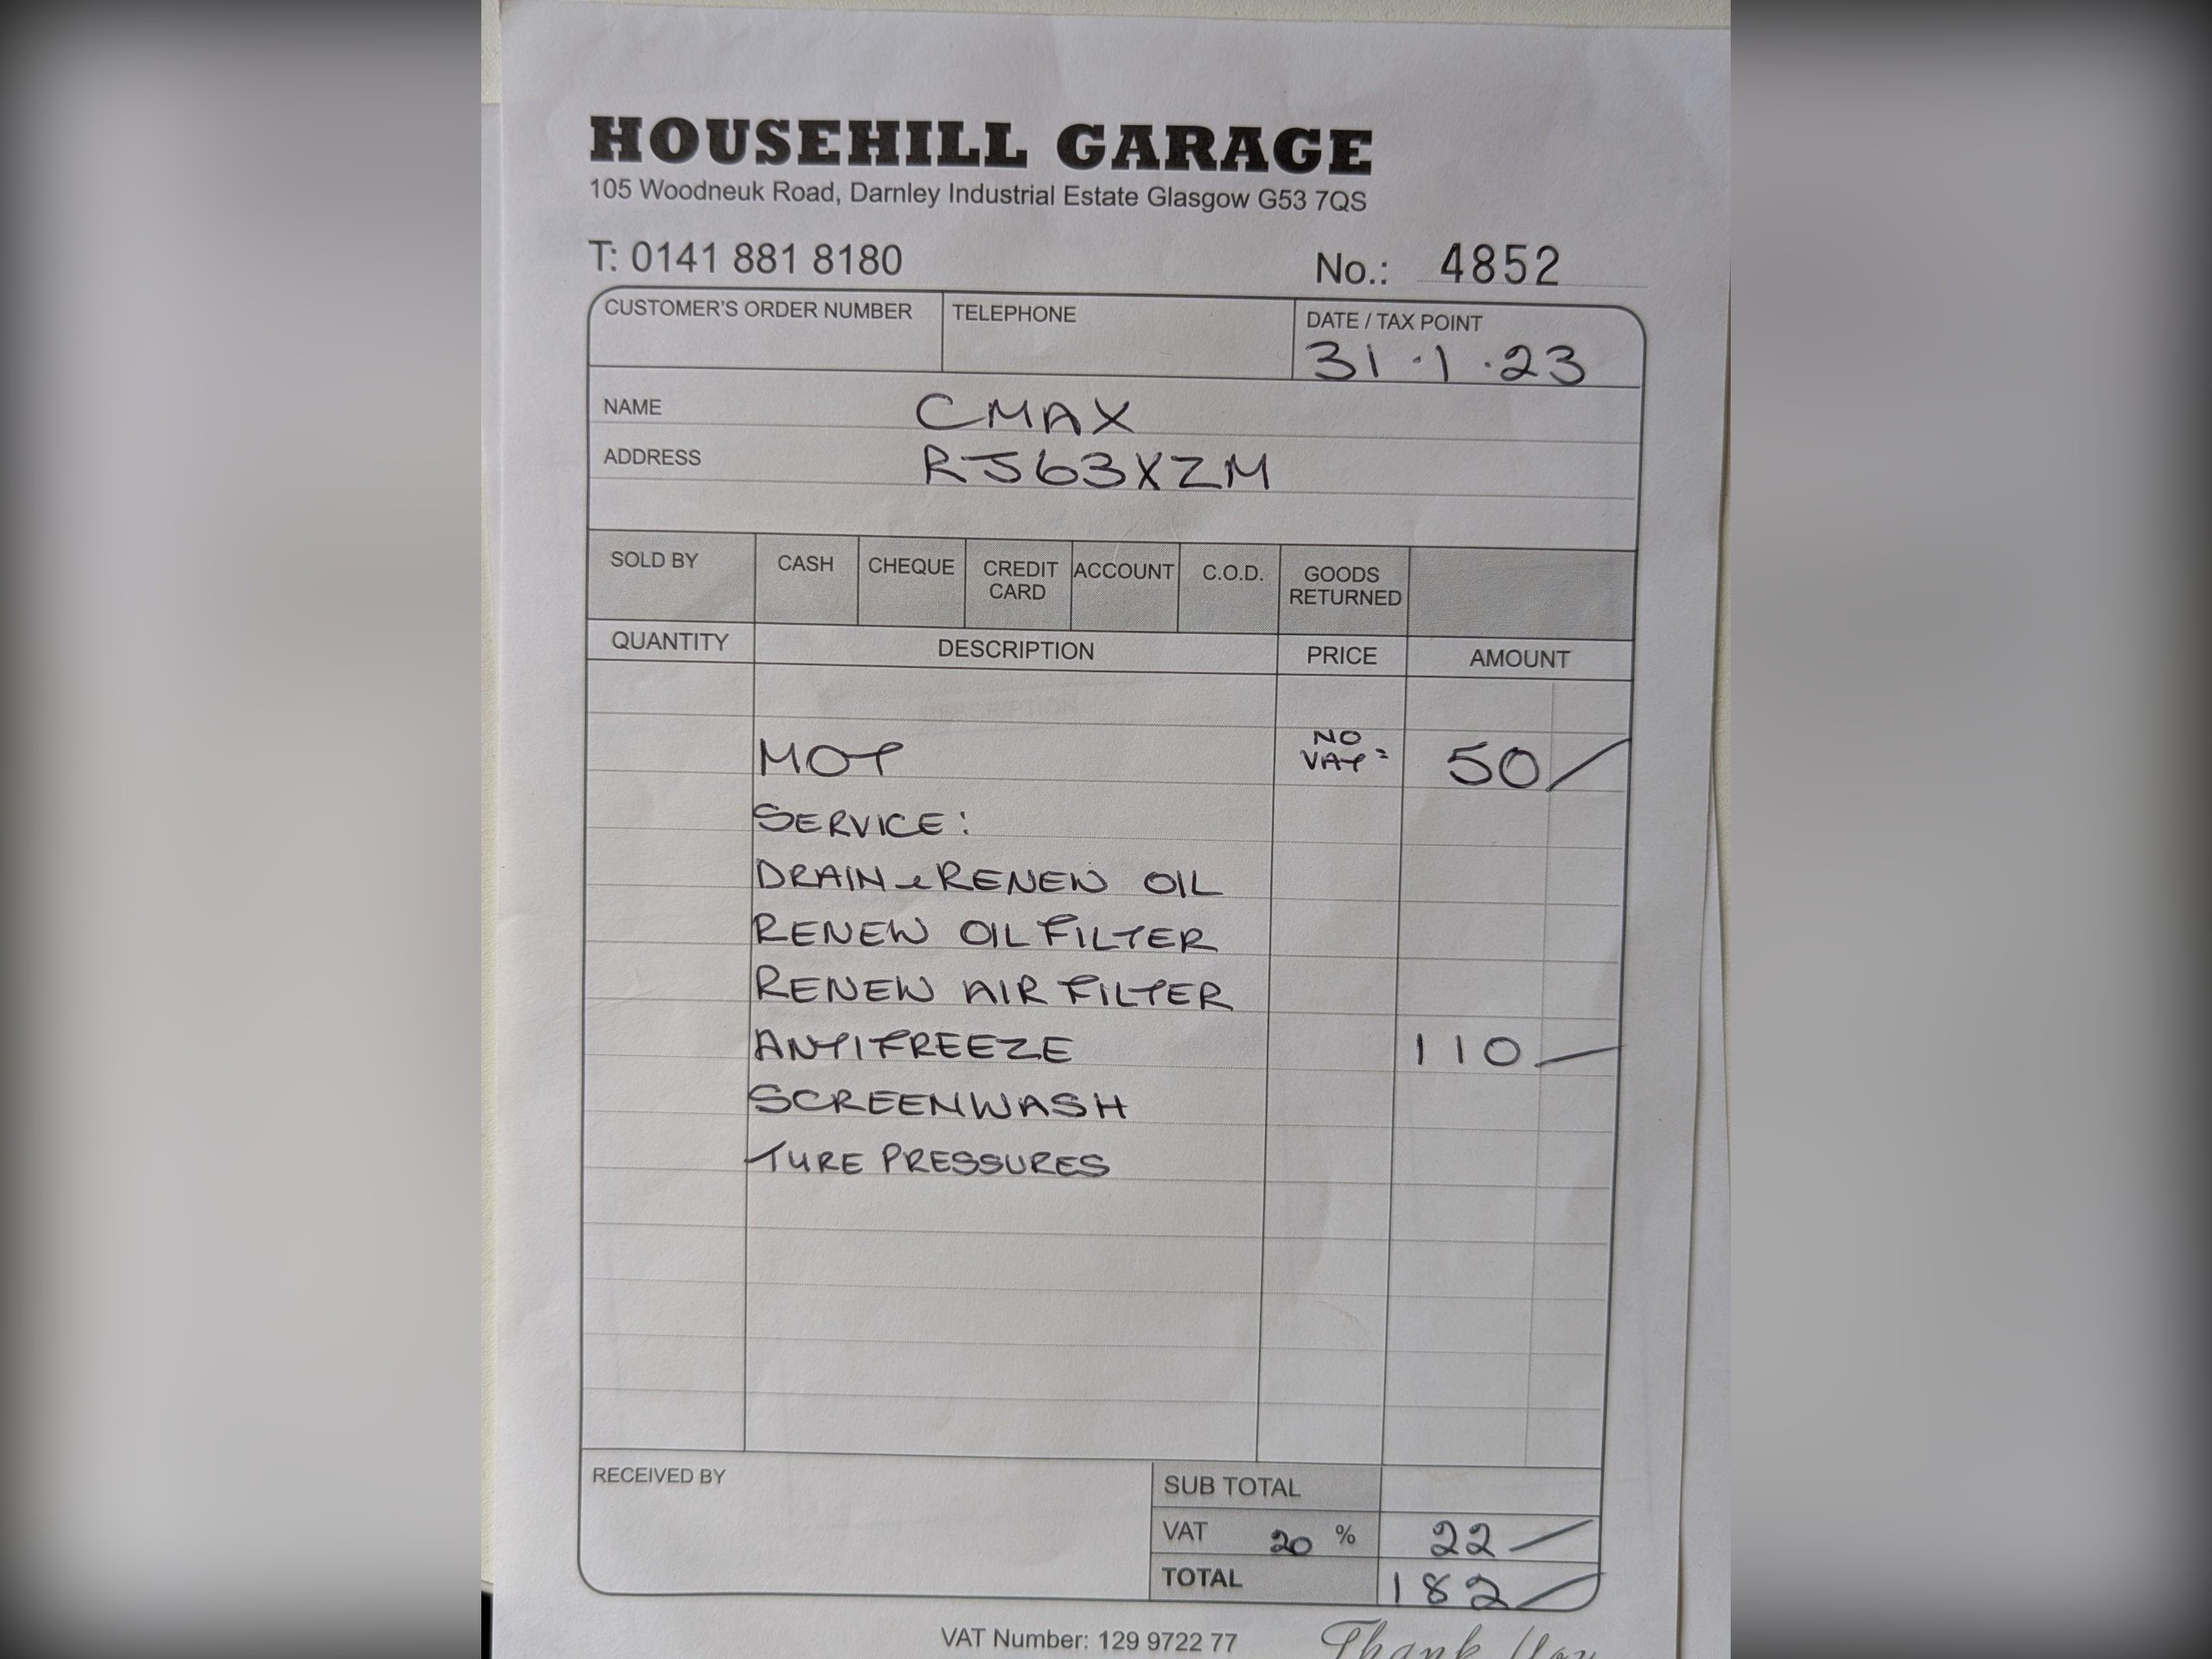 HOUSEHILL GARAGE
105 Woodneuk Road, Darnley Industrial Estate Glasgow G53 7QS
T: 0141 881 8180 No.: 4852
CUSTOMER'S ORDER NUMBER TELEPHONE DATE / TAX POINT
31.1.23
NAME CMAX
ADDRESS RJ63XZM
SOLD BY CASH CHEQUE CREDIT CARD ACCOUNT C.O.D. GOODS RETURNED
QUANTITY DESCRIPTION PRICE AMOUNT
MOT NO VAT = 50/
SERVICE:
DRAIN & RENEW OIL
RENEW OIL FILTER
RENEW AIR FILTER
ANTIFREEZE 110 —
SCREENWASH
TYRE PRESSURES
RECEIVED BY SUB TOTAL
VAT 20 % 22 —
TOTAL 182 —
VAT Number: 129 9722 77 Thank You